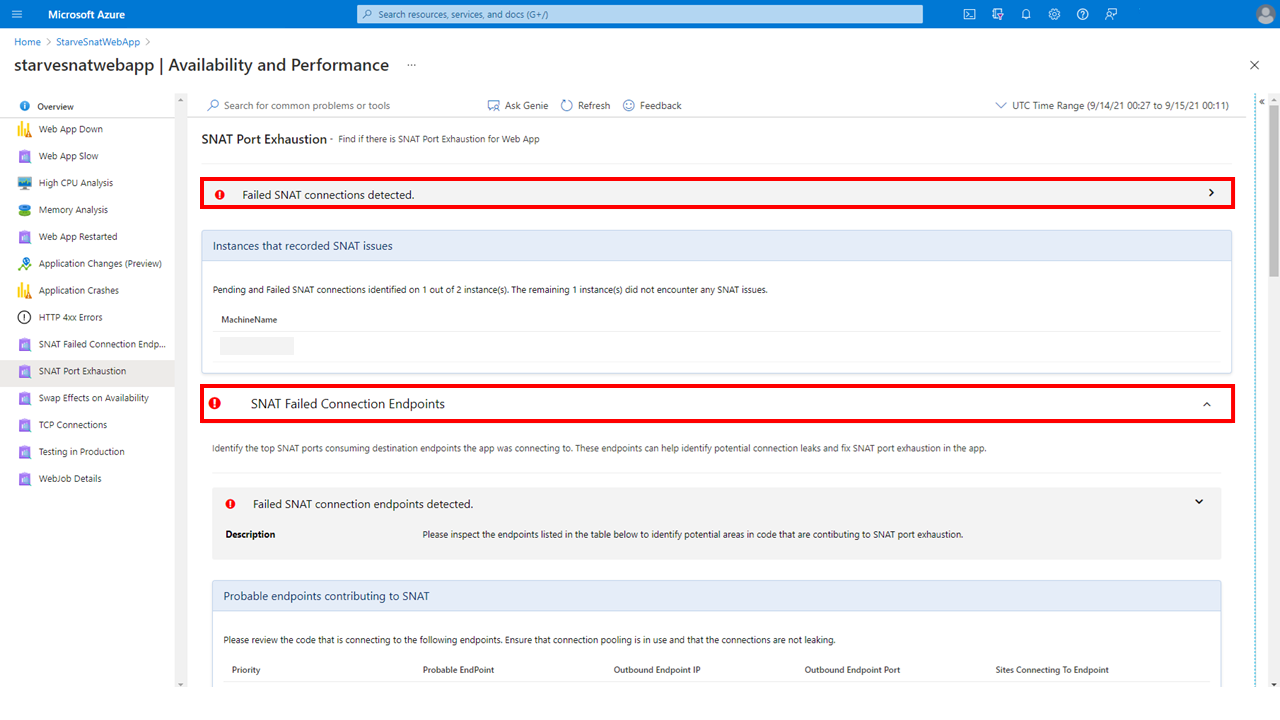 Microsoft Azure
Search resources, services, and docs (G+/)
Home > StarveSnatWebApp >
starvesnatwebapp | Availability and Performance ...
Overview
Web App Down
Web App Slow
High CPU Analysis
Memory Analysis
Web App Restarted
Application Changes (Preview)
Application Crashes
HTTP 4xx Errors
SNAT Failed Connection Endp...
SNAT Port Exhaustion
Swap Effects on Availability
TCP Connections
Testing in Production
WebJob Details
Search for common problems or tools
Ask Genie
Refresh
Feedback
UTC Time Range (9/14/21 00:27 to 9/15/21 00:11)
SNAT Port Exhaustion - Find if there is SNAT Port Exhaustion for Web App
Failed SNAT connections detected.
Instances that recorded SNAT issues
Pending and Failed SNAT connections identified on 1 out of 2 instance(s). The remaining 1 instance(s) did not encounter any SNAT issues.
MachineName
SNAT Failed Connection Endpoints
Identify the top SNAT ports consuming destination endpoints the app was connecting to. These endpoints can help identify potential connection leaks and fix SNAT port exhaustion in the app.
Failed SNAT connection endpoints detected.
Description Please inspect the endpoints listed in the table below to identify potential areas in code that are contibuting to SNAT port exhaustion.
Probable endpoints contributing to SNAT
Please review the code that is connecting to the following endpoints. Ensure that connection pooling is in use and that the connections are not leaking.
Priority Probable EndPoint Outbound Endpoint IP Outbound Endpoint Port Sites Connecting To Endpoint